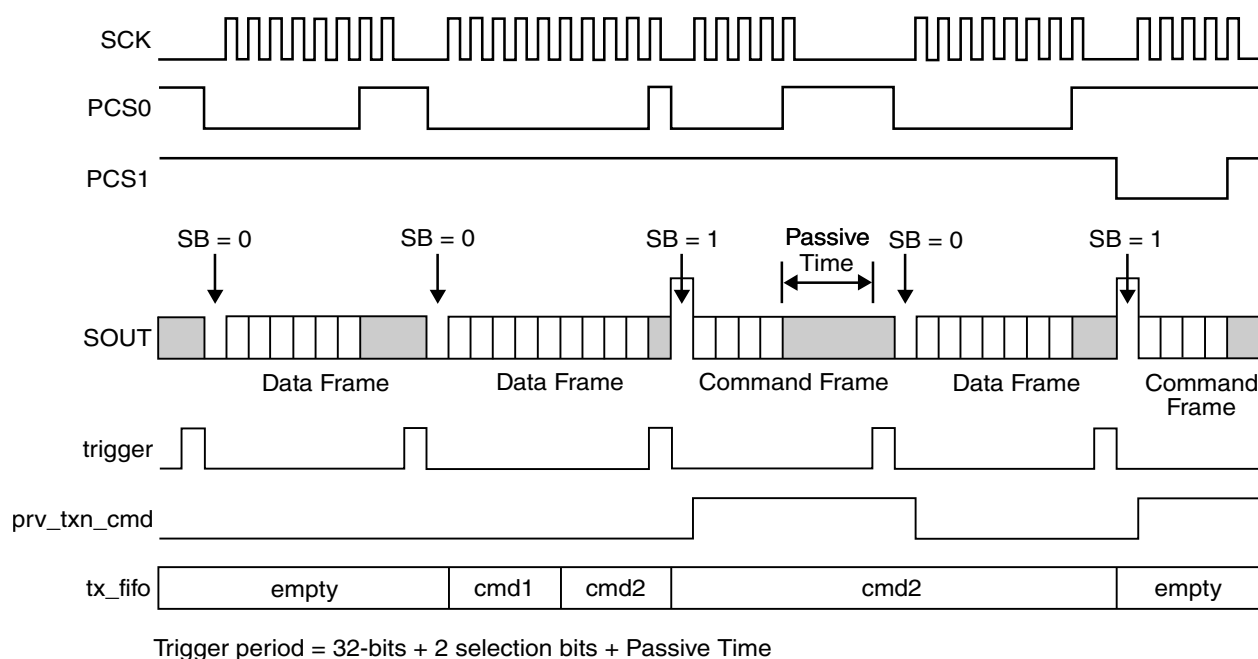 SCK
PCS0
PCS1
SB = 0
SB = 0
SB = 1
Passive
Time
SB = 0
SB = 1
SOUT
Data Frame
Data Frame
Command Frame
Data Frame
Command
Frame
trigger
prv_txn_cmd
tx_fifo
empty
cmd1
cmd2
cmd2
empty
Trigger period = 32-bits + 2 selection bits + Passive Time